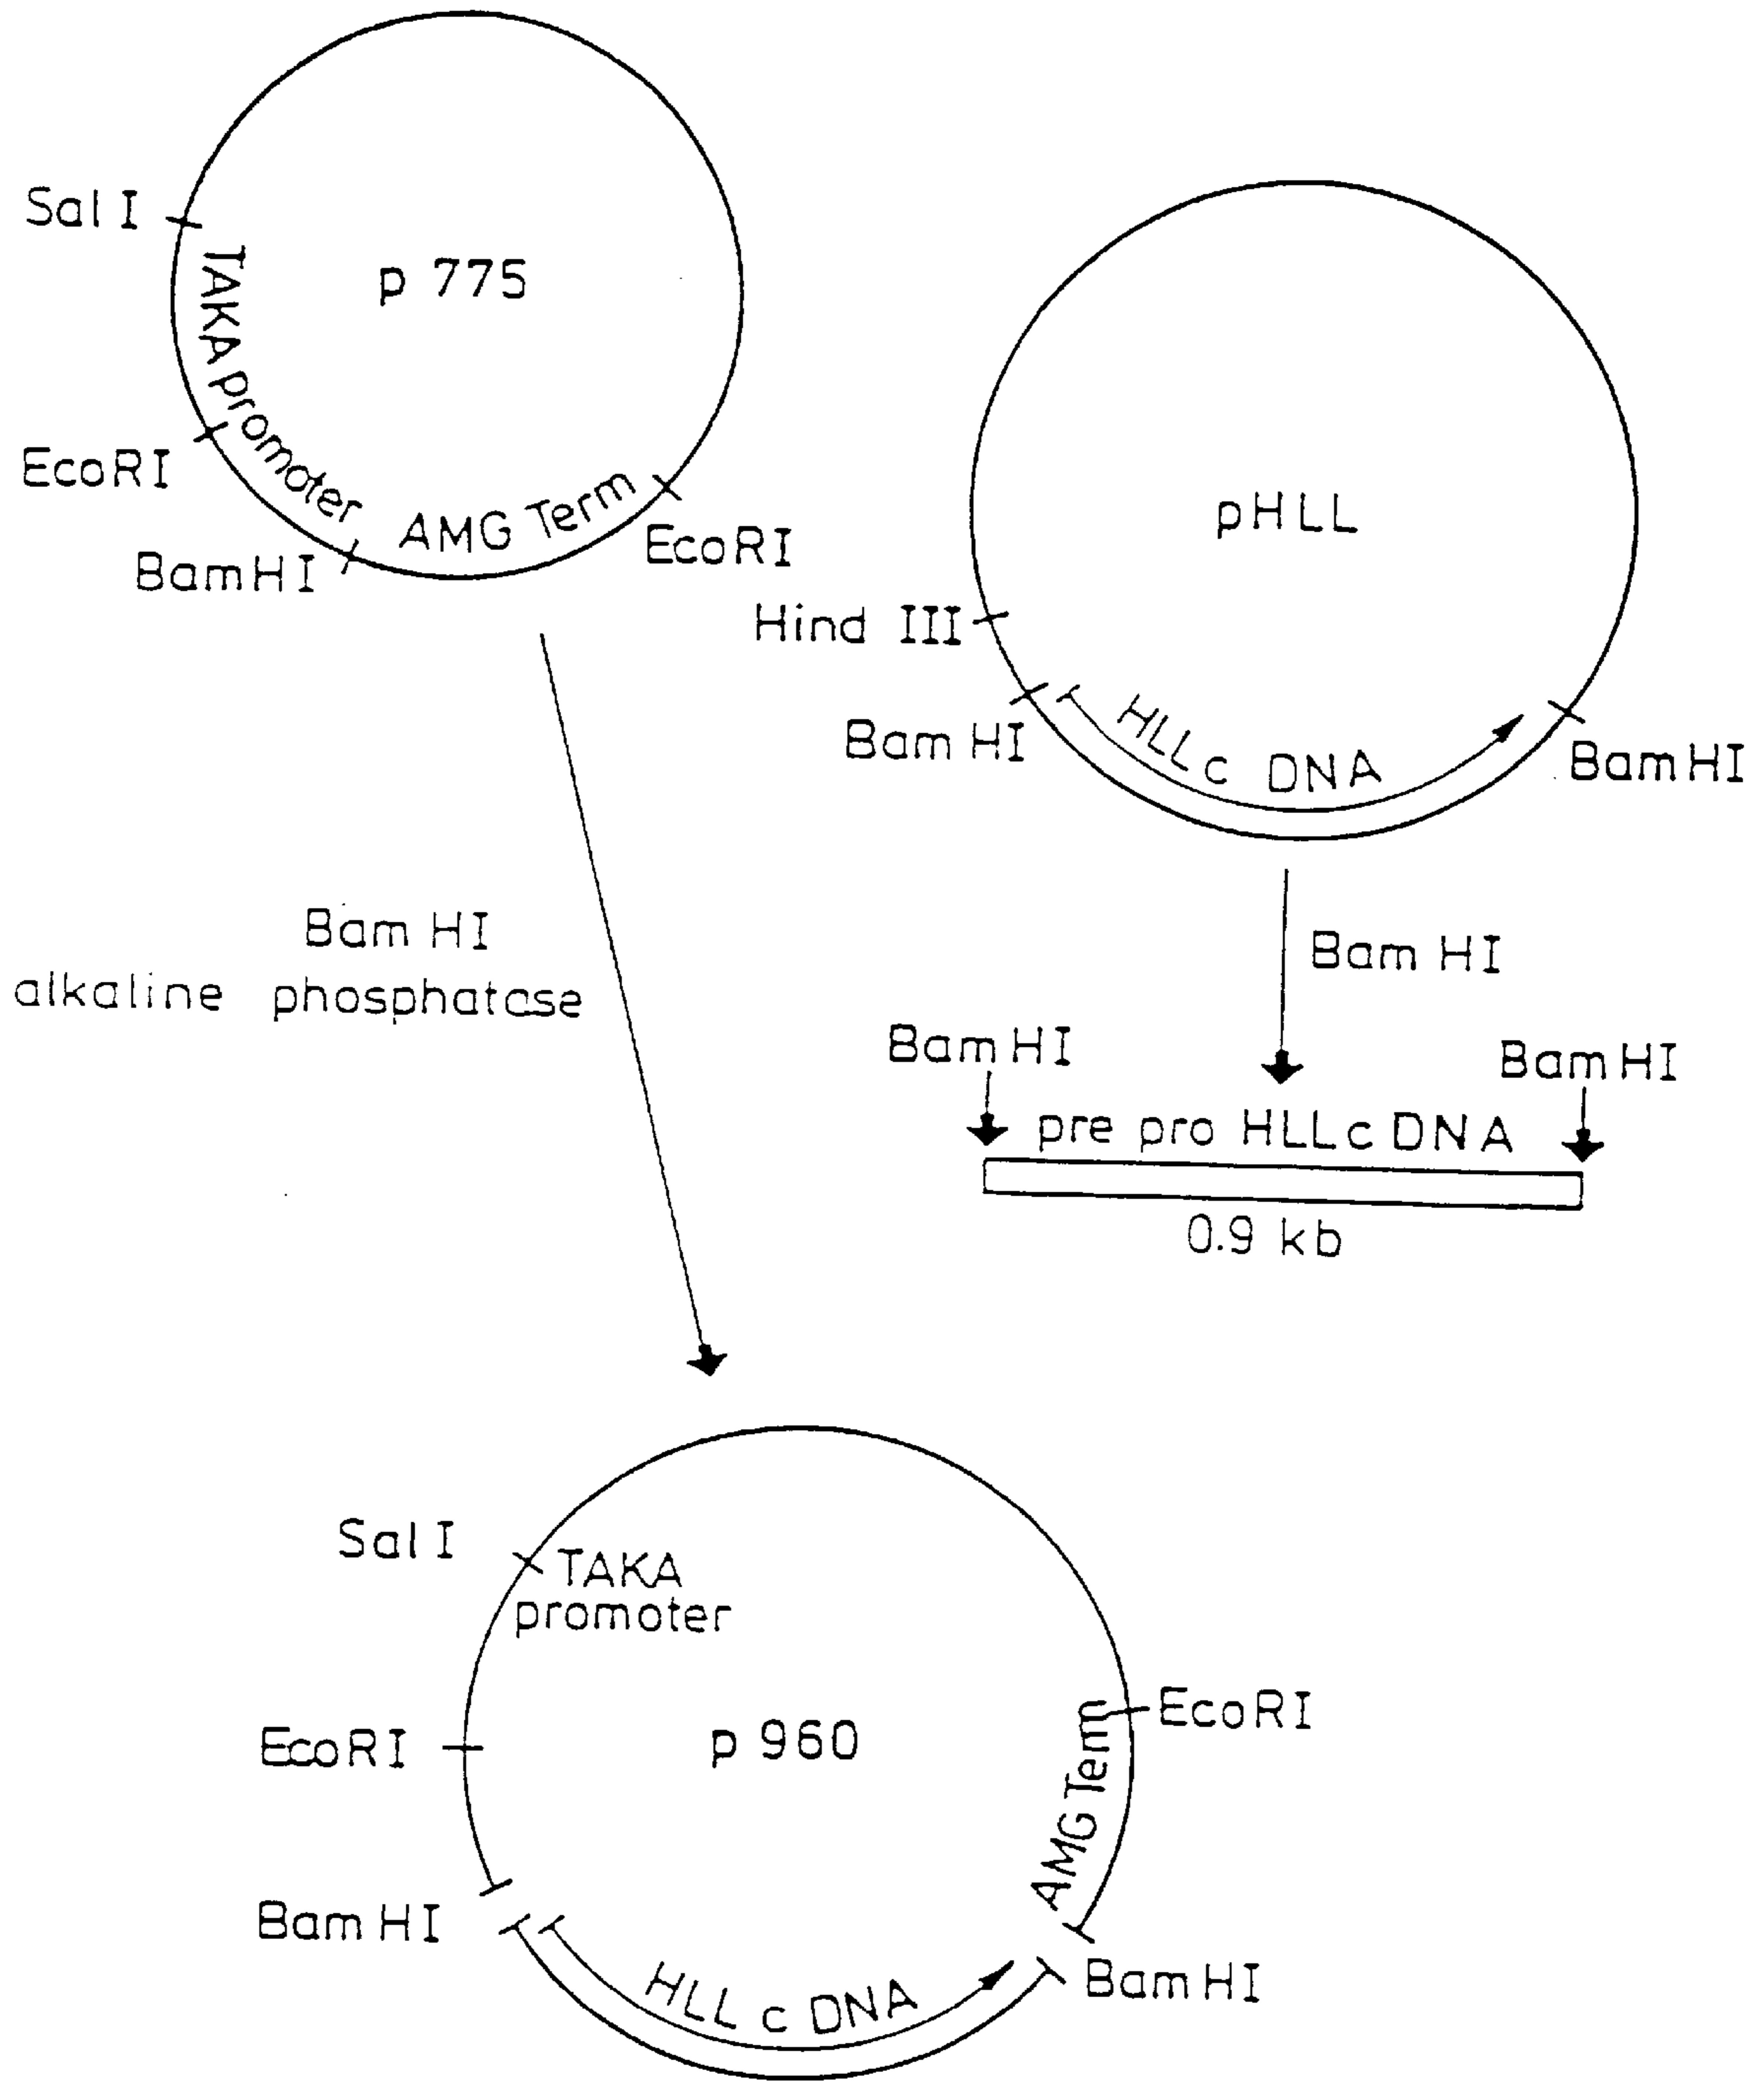 Sal I
p 775
TAKA promoter
EcoRI
AMG Term
EcoRI
BamHI
pHLL
Hind III
Bam HI
HLL c DNA
BamHI
Bam HI
alkaline phosphatase
Bam HI
BamHI
BamHI
pre pro HLL c DNA
0.9 kb
Sal I
TAKA
promoter
EcoRI
p 960
EcoRI
AMG Term
Bam HI
HLL c DNA
BamHI